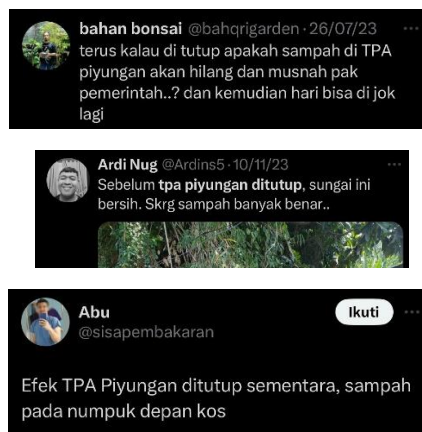 bahan bonsai @bahqrigarden · 26/07/23
terus kalau di tutup apakah sampah di TPA
piyungan akan hilang dan musnah pak
pemerintah..? dan kemudian hari bisa di jok
lagi
Ardi Nug @Ardins5 · 10/11/23
Sebelum tpa piyungan ditutup, sungai ini
bersih. Skrg sampah banyak benar..
Abu
Ikuti
@sisapembakaran
Efek TPA Piyungan ditutup sementara, sampah
pada numpuk depan kos